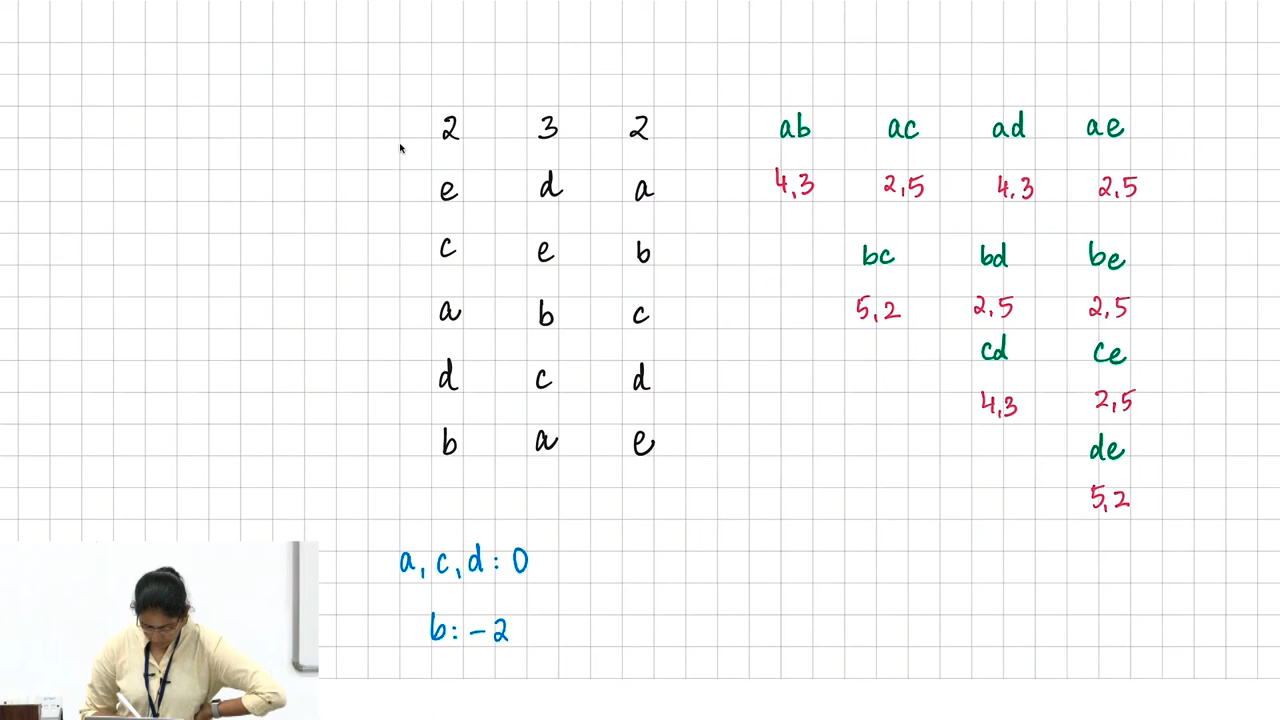 2 3 2
e d a
c e b
a b c
d c d
b a e
ab ac ad ae
4,3 2,5 4,3 2,5
bc bd be
5,2 2,5 2,5
cd ce
4,3 2,5
de
5,2
a, c, d: 0
b: -2